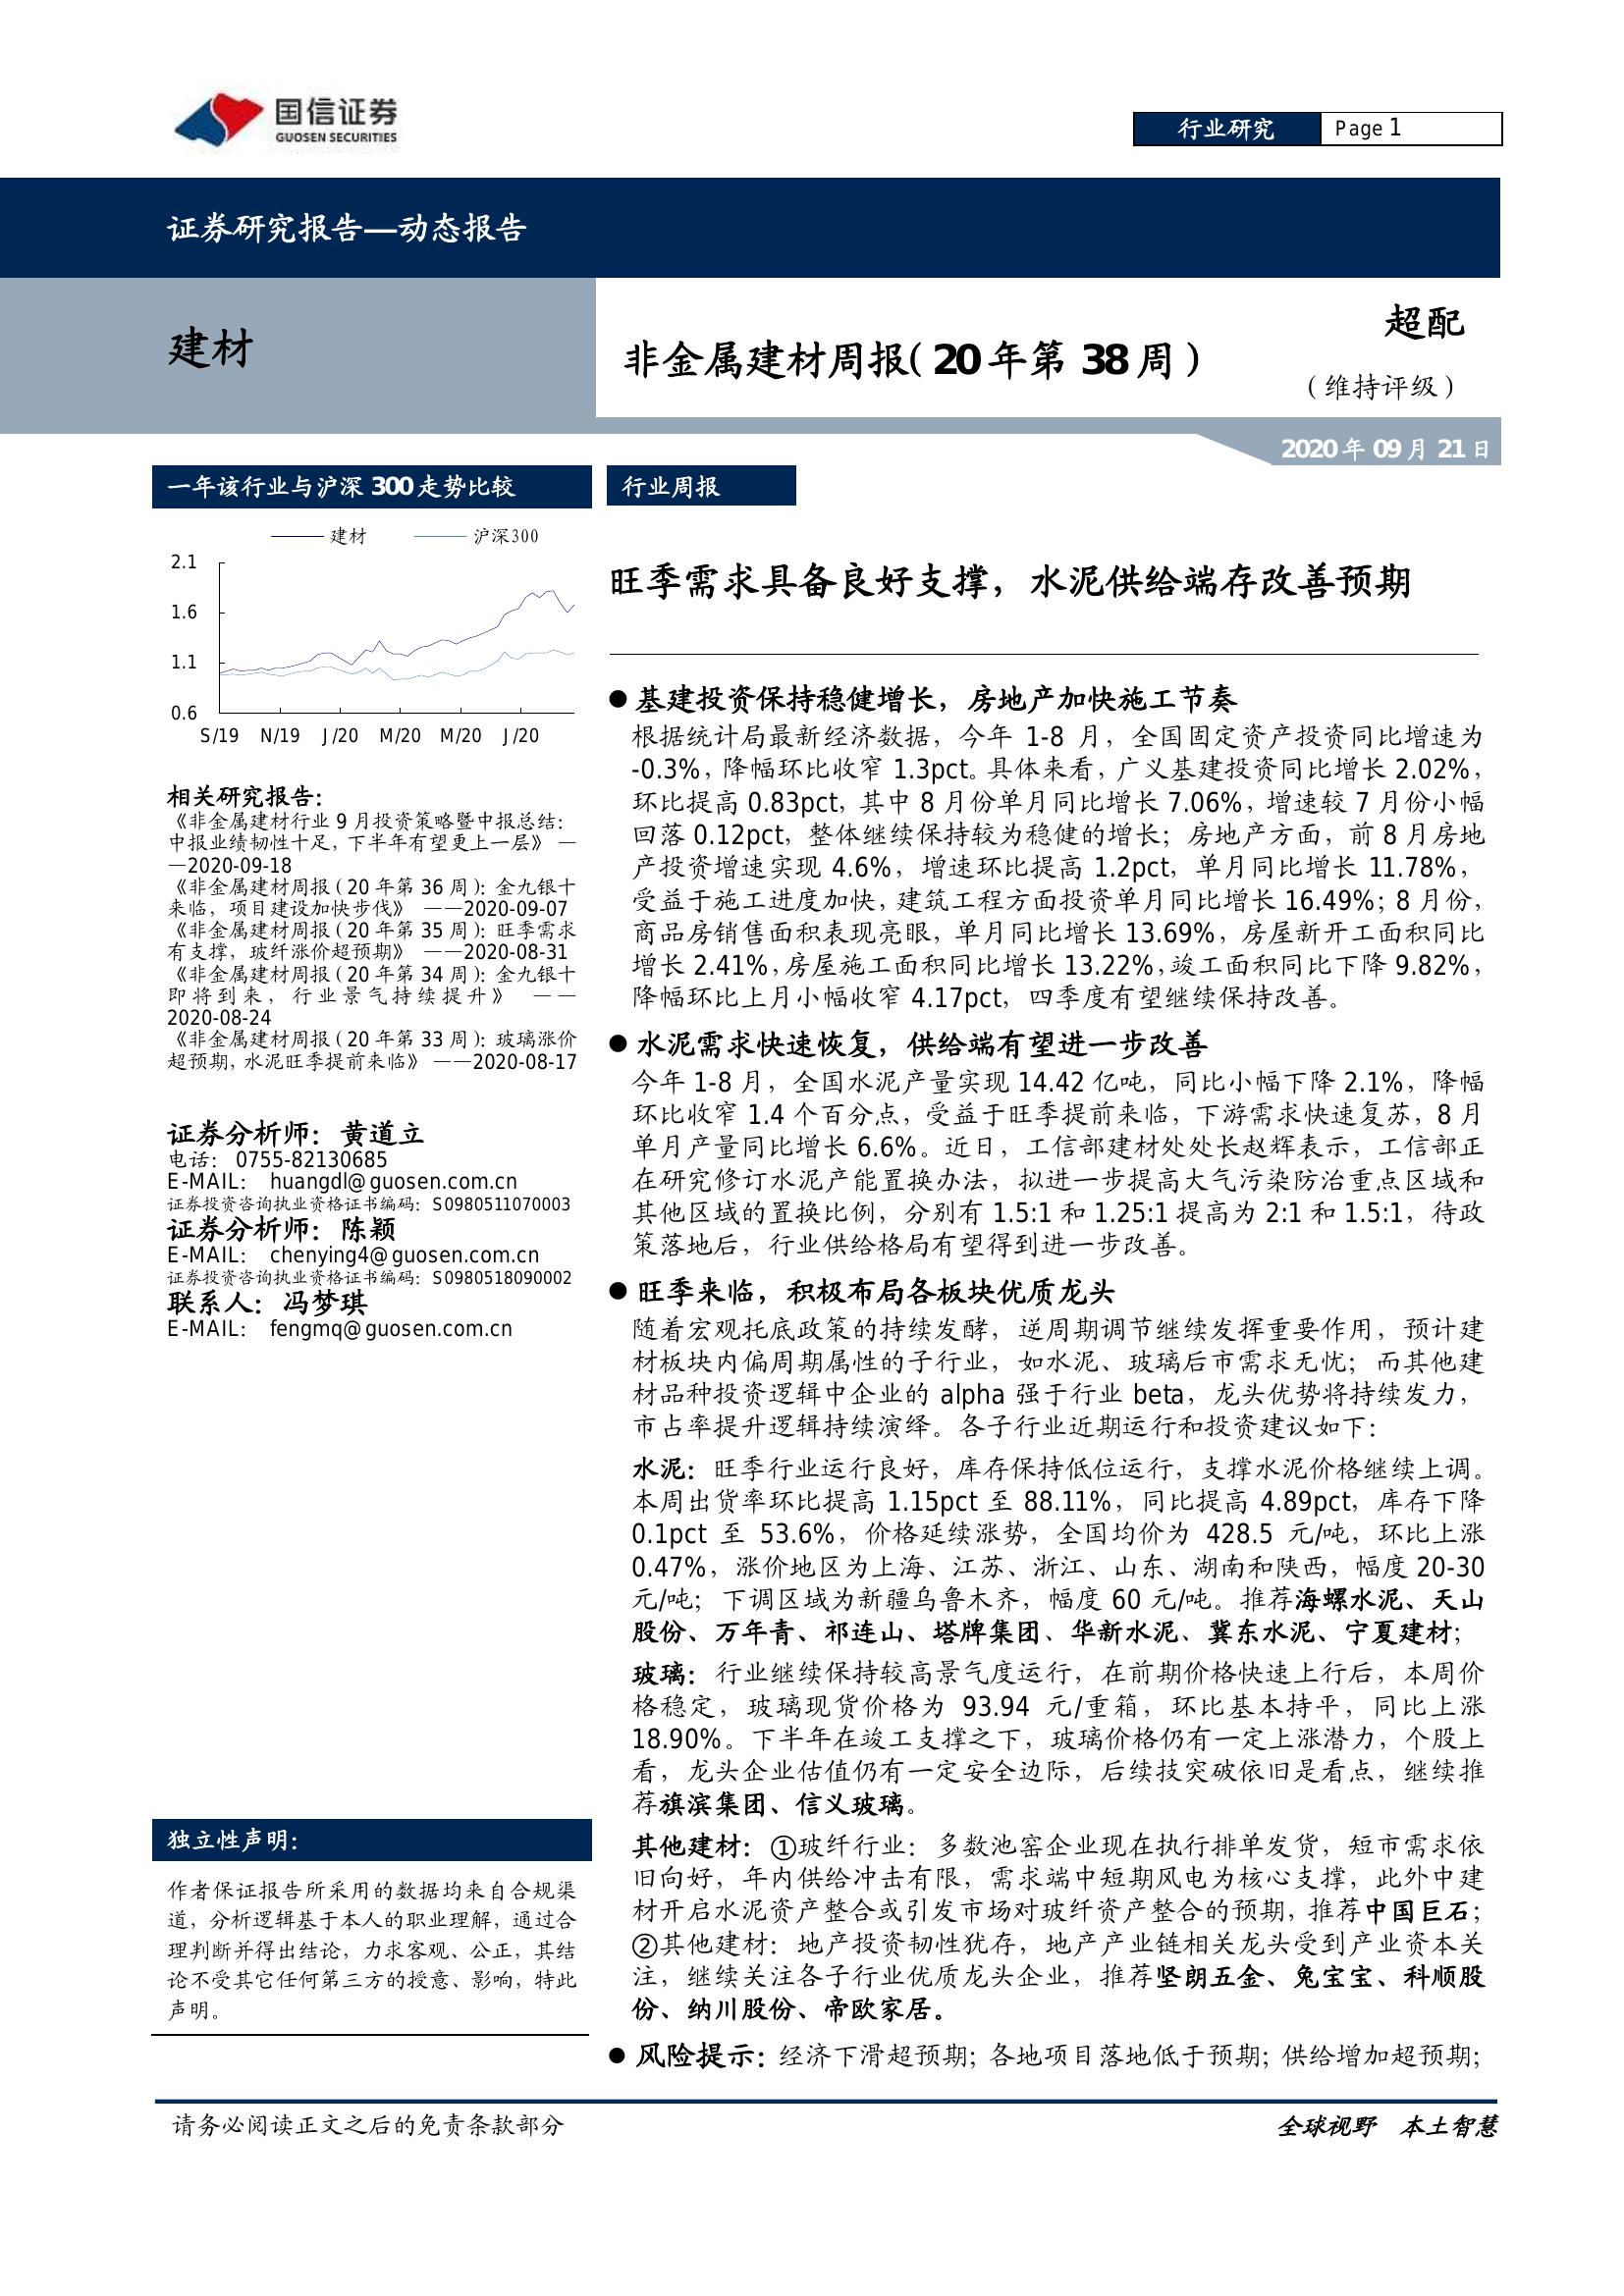 国信证券
GUOSEN SECURITIES
行业研究
Page 1
证券研究报告—动态报告
建材
非金属建材周报（20年第38周）
超配
（维持评级）
2020年09月21日
一年该行业与沪深300走势比较
建材 沪深300
2.1
1.6
1.1
0.6
S/19 N/19 J/20 M/20 M/20 J/20
相关研究报告：
《非金属建材行业9月投资策略暨中报总结：
中报业绩韧性十足，下半年有望更上一层》 —
—2020-09-18
《非金属建材周报（20年第36周）：金九银十
来临，项目建设加快步伐》 ——2020-09-07
《非金属建材周报（20年第35周）：旺季需求
有支撑，玻纤涨价超预期》 ——2020-08-31
《非金属建材周报（20年第34周）：金九银十
即将到来，行业景气持续提升》 ——
2020-08-24
《非金属建材周报（20年第33周）：玻璃涨价
超预期，水泥旺季提前来临》 ——2020-08-17
证券分析师：黄道立
电话： 0755-82130685
E-MAIL： huangdl@guosen.com.cn
证券投资咨询执业资格证书编码：S0980511070003
证券分析师：陈颖
E-MAIL： chenying4@guosen.com.cn
证券投资咨询执业资格证书编码：S0980518090002
联系人：冯梦琪
E-MAIL： fengmq@guosen.com.cn
独立性声明：
作者保证报告所采用的数据均来自合规渠
道，分析逻辑基于本人的职业理解，通过合
理判断并得出结论，力求客观、公正，其结
论不受其它任何第三方的授意、影响，特此
声明。
行业周报
旺季需求具备良好支撑，水泥供给端存改善预期
● 基建投资保持稳健增长，房地产加快施工节奏
根据统计局最新经济数据，今年 1-8 月，全国固定资产投资同比增速为
-0.3%，降幅环比收窄 1.3pct。具体来看，广义基建投资同比增长 2.02%，
环比提高 0.83pct，其中 8 月份单月同比增长 7.06%，增速较 7 月份小幅
回落 0.12pct，整体继续保持较为稳健的增长；房地产方面，前 8 月房地
产投资增速实现 4.6%，增速环比提高 1.2pct，单月同比增长 11.78%，
受益于施工进度加快，建筑工程方面投资单月同比增长 16.49%；8 月份，
商品房销售面积表现亮眼，单月同比增长 13.69%，房屋新开工面积同比
增长 2.41%，房屋施工面积同比增长 13.22%，竣工面积同比下降 9.82%，
降幅环比上月小幅收窄 4.17pct，四季度有望继续保持改善。
● 水泥需求快速恢复，供给端有望进一步改善
今年 1-8 月，全国水泥产量实现 14.42 亿吨，同比小幅下降 2.1%，降幅
环比收窄 1.4 个百分点，受益于旺季提前来临，下游需求快速复苏，8 月
单月产量同比增长 6.6%。近日，工信部建材处处长赵辉表示，工信部正
在研究修订水泥产能置换办法，拟进一步提高大气污染防治重点区域和
其他区域的置换比例，分别有 1.5:1 和 1.25:1 提高为 2:1 和 1.5:1，待政
策落地后，行业供给格局有望得到进一步改善。
● 旺季来临，积极布局各板块优质龙头
随着宏观托底政策的持续发酵，逆周期调节继续发挥重要作用，预计建
材板块内偏周期属性的子行业，如水泥、玻璃后市需求无忧；而其他建
材品种投资逻辑中企业的 alpha 强于行业 beta，龙头优势将持续发力，
市占率提升逻辑持续演绎。各子行业近期运行和投资建议如下：
水泥：旺季行业运行良好，库存保持低位运行，支撑水泥价格继续上调。
本周出货率环比提高 1.15pct 至 88.11%，同比提高 4.89pct，库存下降
0.1pct 至 53.6%，价格延续涨势，全国均价为 428.5 元/吨，环比上涨
0.47%，涨价地区为上海、江苏、浙江、山东、湖南和陕西，幅度 20-30
元/吨；下调区域为新疆乌鲁木齐，幅度 60 元/吨。推荐海螺水泥、天山
股份、万年青、祁连山、塔牌集团、华新水泥、冀东水泥、宁夏建材；
玻璃：行业继续保持较高景气度运行，在前期价格快速上行后，本周价
格稳定，玻璃现货价格为 93.94 元/重箱，环比基本持平，同比上涨
18.90%。下半年在竣工支撑之下，玻璃价格仍有一定上涨潜力，个股上
看，龙头企业估值仍有一定安全边际，后续技突破依旧是看点，继续推
荐旗滨集团、信义玻璃。
其他建材：①玻纤行业：多数池窑企业现在执行排单发货，短市需求依
旧向好，年内供给冲击有限，需求端中短期风电为核心支撑，此外中建
材开启水泥资产整合或引发市场对玻纤资产整合的预期，推荐中国巨石；
②其他建材：地产投资韧性犹存，地产产业链相关龙头受到产业资本关
注，继续关注各子行业优质龙头企业，推荐坚朗五金、兔宝宝、科顺股
份、纳川股份、帝欧家居。
● 风险提示：经济下滑超预期；各地项目落地低于预期；供给增加超预期；
请务必阅读正文之后的免责条款部分
全球视野 本土智慧